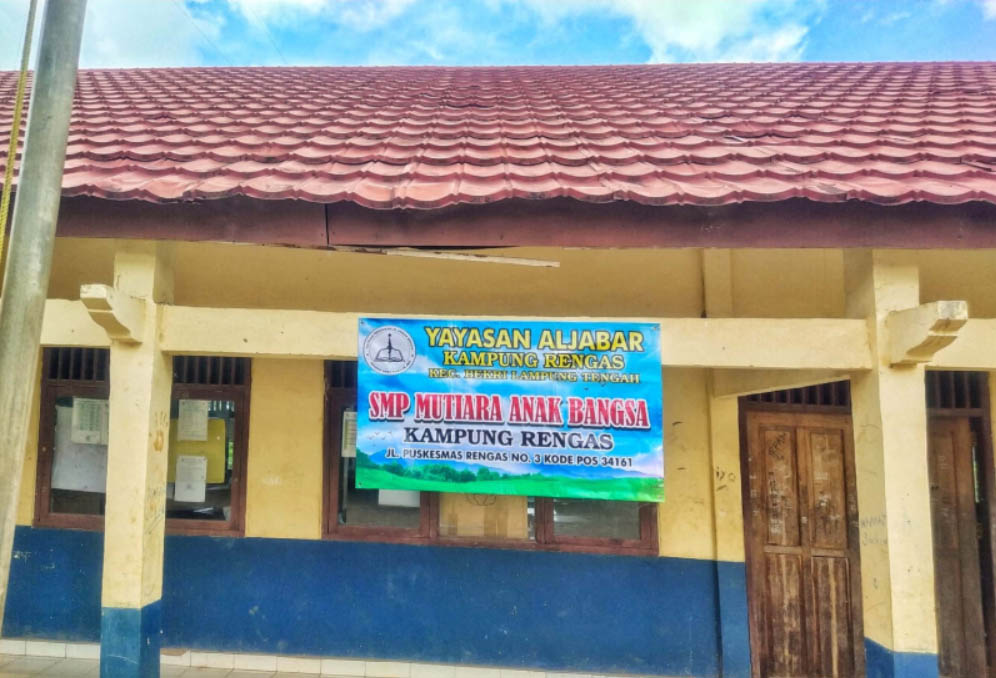 YAYASAN ALJABAR
KAMPUNG RENGAS
KEC. BEKRI LAMPUNG TENGAH
SMP MUTIARA ANAK BANGSA
KAMPUNG RENGAS
JL. PUSKESMAS RENGAS NO. 3 KODE POS 34161